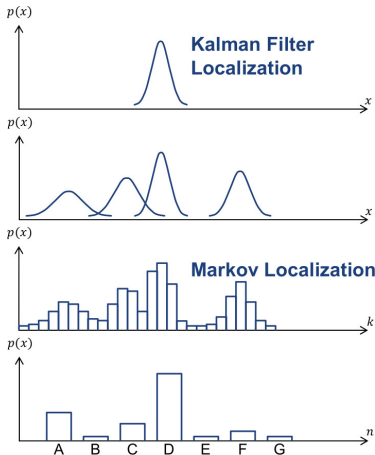 p(x)
Kalman Filter
Localization
x
p(x)
x
p(x)
Markov Localization
k
p(x)
n
A B C D E F G